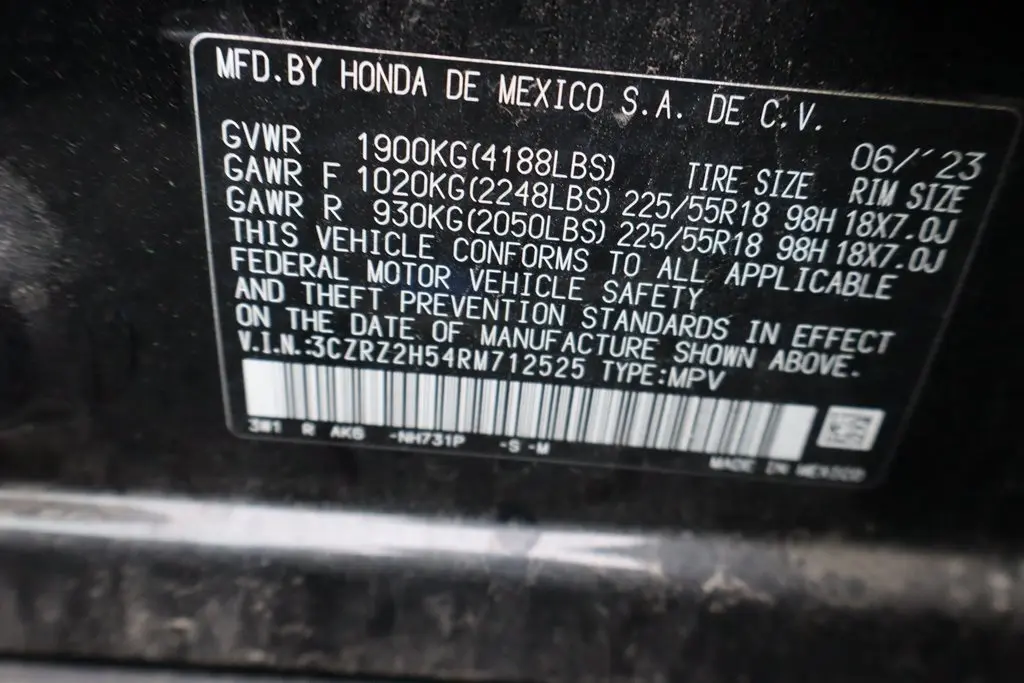 MFD.BY HONDA DE MEXICO S.A. DE C.V.
06/´23
GVWR 1900KG(4188LBS) TIRE SIZE RIM SIZE
GAWR F 1020KG(2248LBS) 225/55R18 98H 18X7.0J
GAWR R 930KG(2050LBS) 225/55R18 98H 18X7.0J
THIS VEHICLE CONFORMS TO ALL APPLICABLE
FEDERAL MOTOR VEHICLE SAFETY
AND THEFT PREVENTION STANDARDS IN EFFECT
ON THE DATE OF MANUFACTURE SHOWN ABOVE.
V.I.N.:3CZRZ2H54RM712525 TYPE:MPV
3W1 R AK6 -NH731P -S -M
MADE IN MEXICO